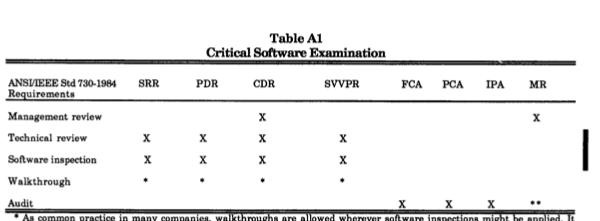 Table A1
Critical Software Examination
ANSI/IEEE Std 730-1984 SRR PDR CDR SVVPR FCA PCA IPA MR
Requirements
Management review X X
Technical review X X X X
Software inspection X X X X
Walkthrough * * * *
Audit X X X **
* As common practice in many companies, walkthroughs are allowed wherever software inspections might be applied. It